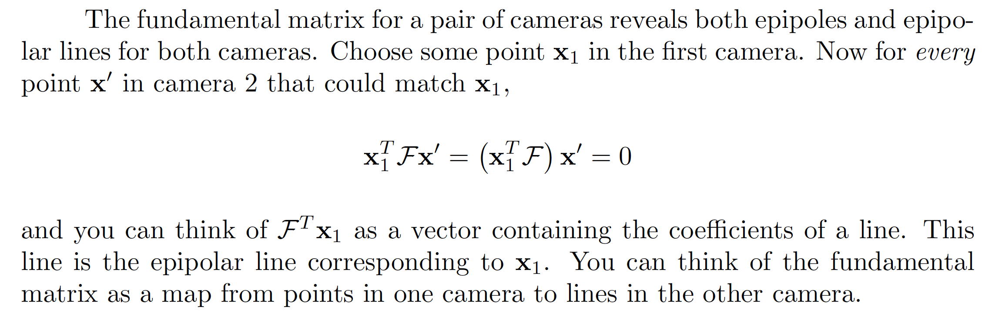 The fundamental matrix for a pair of cameras reveals both epipoles and epipo-
lar lines for both cameras. Choose some point x₁ in the first camera. Now for every
point x′ in camera 2 that could match x₁,
x₁ᵀ ℱx′ = (x₁ᵀ ℱ) x′ = 0
and you can think of ℱᵀx₁ as a vector containing the coefficients of a line. This
line is the epipolar line corresponding to x₁. You can think of the fundamental
matrix as a map from points in one camera to lines in the other camera.